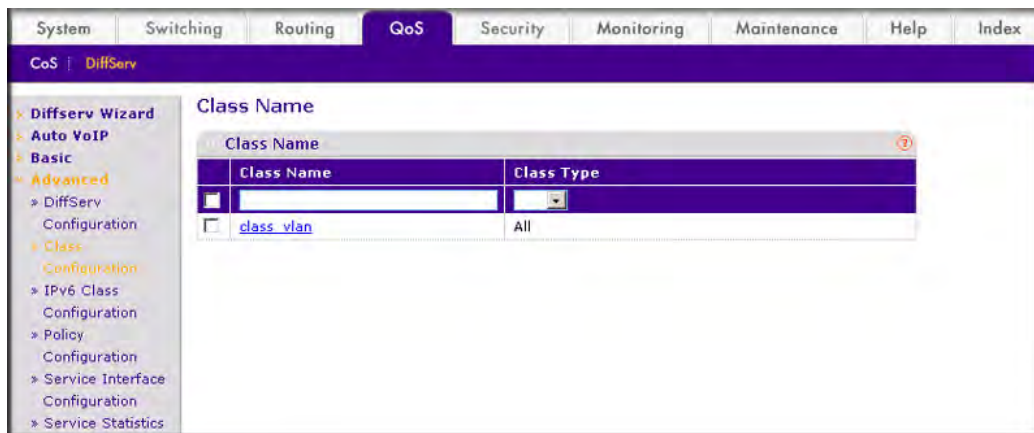 System Switching Routing QoS Security Monitoring Maintenance Help Index
CoS | DiffServ
Diffserv Wizard
Auto VoIP
Basic
Advanced
» DiffServ
Configuration
» Class
Configuration
» IPv6 Class
Configuration
» Policy
Configuration
» Service Interface
Configuration
» Service Statistics
Class Name
Class Name ?
Class Name Class Type
class_vlan All